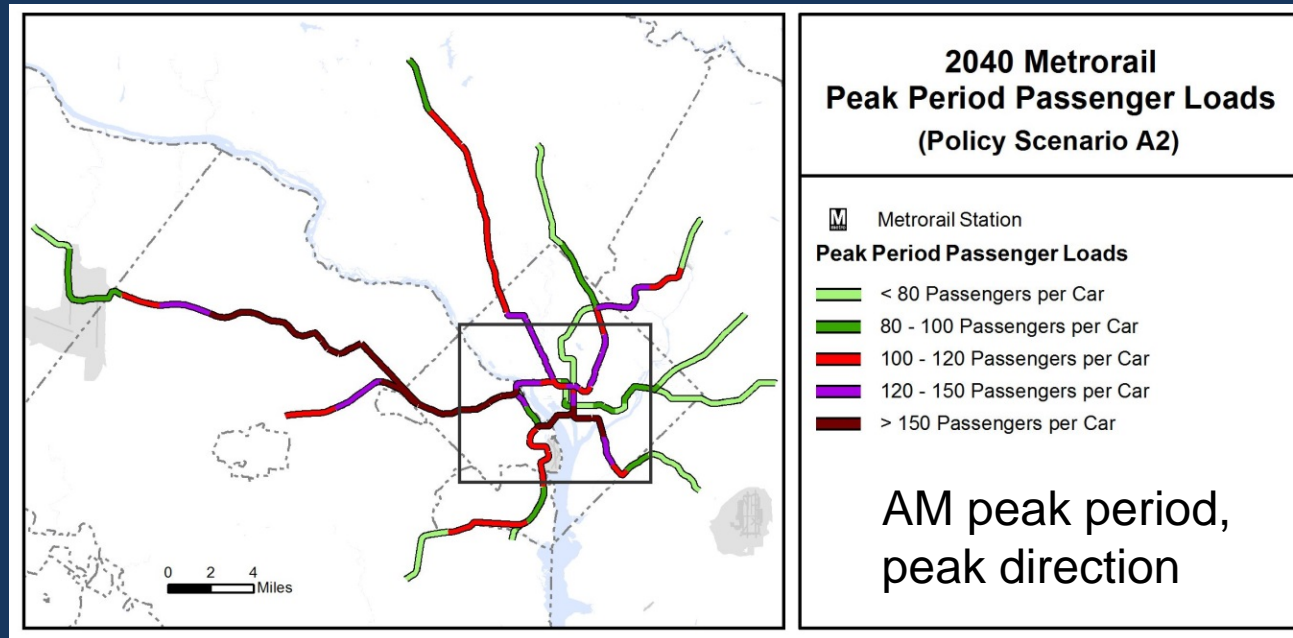 2040 Metrorail
Peak Period Passenger Loads
(Policy Scenario A2)
M
Metrorail Station
Peak Period Passenger Loads
< 80 Passengers per Car
80 - 100 Passengers per Car
100 - 120 Passengers per Car
120 - 150 Passengers per Car
> 150 Passengers per Car
AM peak period,
peak direction
0 2 4
Miles